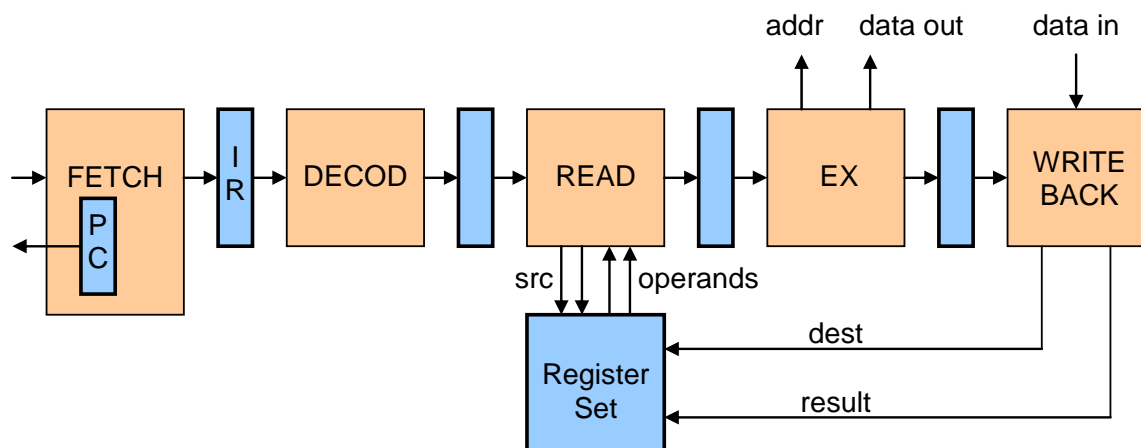 addr
data out
data in
FETCH
P
C
I
R
DECOD
READ
EX
WRITE
BACK
src
operands
Register
Set
dest
result